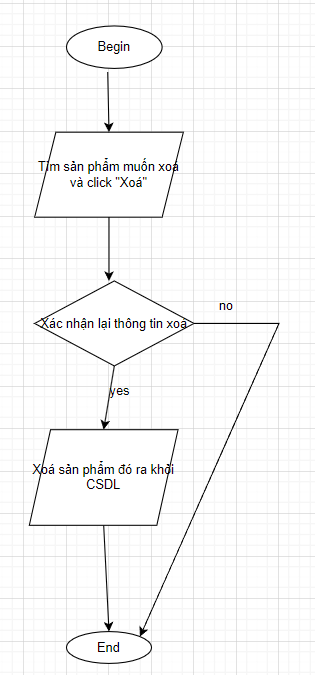 Begin
Tìm sản phẩm muốn xoá
và click "Xoá"
Xác nhận lại thông tin xoá
no
yes
Xoá sản phẩm đó ra khỏi
CSDL
End